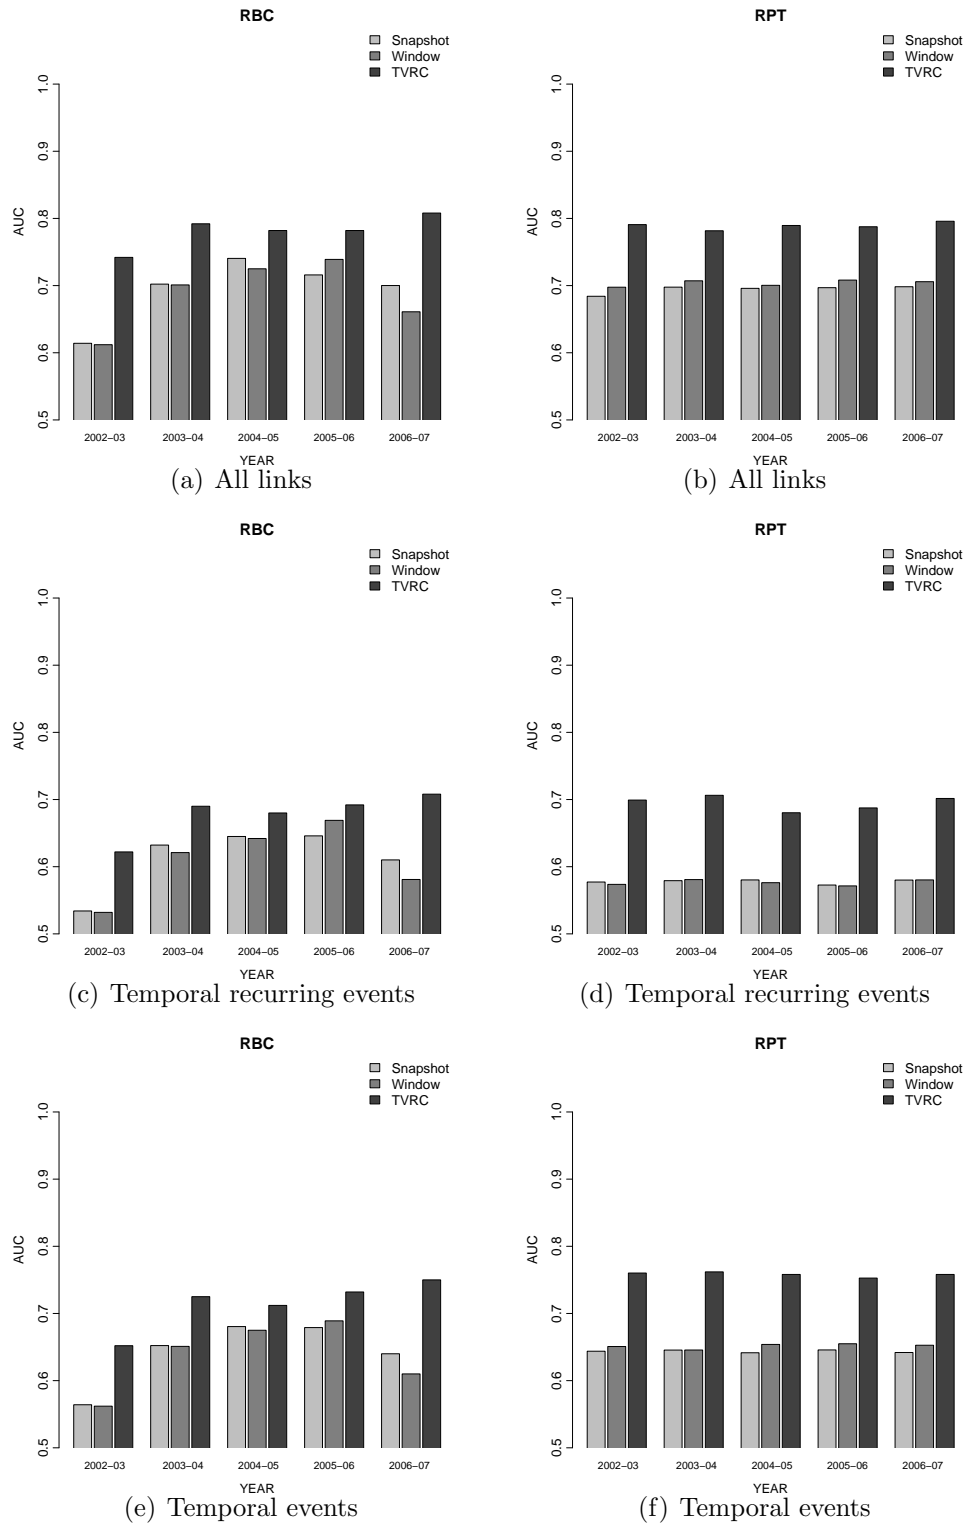 RBC
Snapshot
Window
TVRC
AUC
0.5 0.6 0.7 0.8 0.9 1.0
2002−03 2003−04 2004−05 2005−06 2006−07
YEAR
(a) All links
RPT
Snapshot
Window
TVRC
AUC
0.5 0.6 0.7 0.8 0.9 1.0
2002−03 2003−04 2004−05 2005−06 2006−07
YEAR
(b) All links
RBC
Snapshot
Window
TVRC
AUC
0.5 0.6 0.7 0.8 0.9 1.0
2002−03 2003−04 2004−05 2005−06 2006−07
YEAR
(c) Temporal recurring events
RPT
Snapshot
Window
TVRC
AUC
0.5 0.6 0.7 0.8 0.9 1.0
2002−03 2003−04 2004−05 2005−06 2006−07
YEAR
(d) Temporal recurring events
RBC
Snapshot
Window
TVRC
AUC
0.5 0.6 0.7 0.8 0.9 1.0
2002−03 2003−04 2004−05 2005−06 2006−07
YEAR
(e) Temporal events
RPT
Snapshot
Window
TVRC
AUC
0.5 0.6 0.7 0.8 0.9 1.0
2002−03 2003−04 2004−05 2005−06 2006−07
YEAR
(f) Temporal events